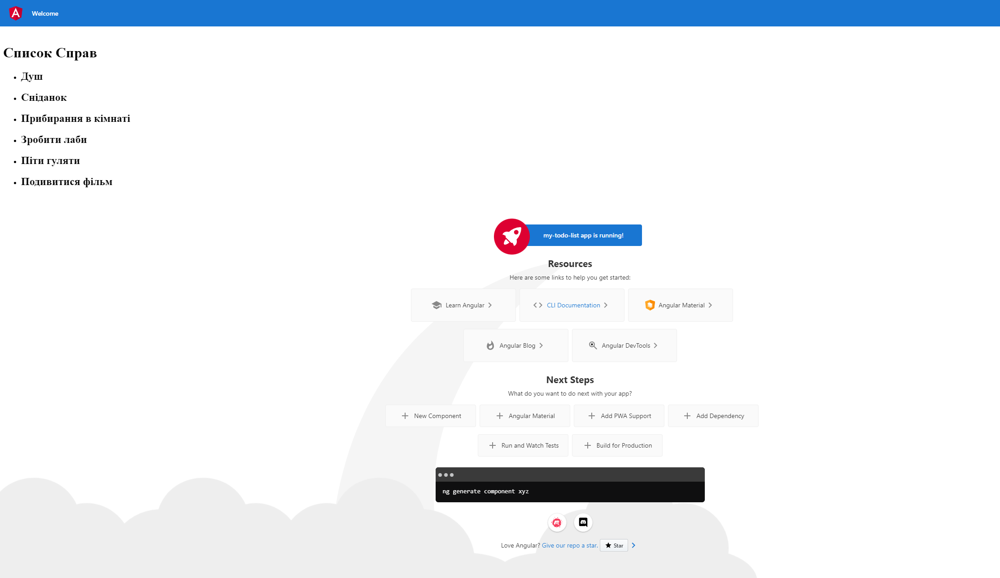 Welcome
Список Справ
Душ
Сніданок
Прибирання в кімнаті
Зробити лаби
Піти гуляти
Подивитися фільм
my-todo-list app is running!
Resources
Here are some links to help you get started:
Learn Angular
CLI Documentation
Angular Material
Angular Blog
Angular DevTools
Next Steps
What do you want to do next with your app?
New Component
Angular Material
Add PWA Support
Add Dependency
Run and Watch Tests
Build for Production
ng generate component xyz
Love Angular? Give our repo a star. Star